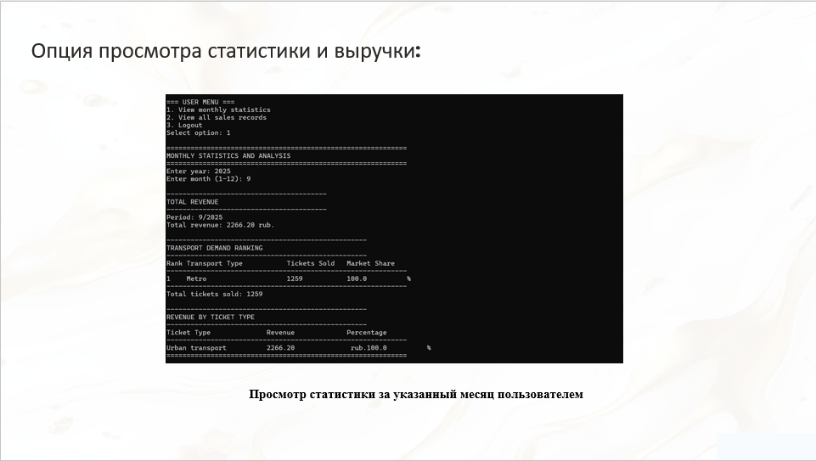 Опция просмотра статистики и выручки:
=== USER MENU ===
1. View monthly statistics
2. View all sales records
3. Logout
Select option: 1
============================================================
MONTHLY STATISTICS AND ANALYSIS
============================================================
Enter year: 2025
Enter month (1-12): 9
----------------------------------------
TOTAL REVENUE
----------------------------------------
Period: 9/2025
Total revenue: 2266.20 rub.
--------------------------------------------------
TRANSPORT DEMAND RANKING
--------------------------------------------------
Rank Transport Type Tickets Sold Market Share
------------------------------------------------------------
1 Metro 1259 100.0 %
------------------------------------------------------------
Total tickets sold: 1259
--------------------------------------------------
REVENUE BY TICKET TYPE
--------------------------------------------------
Ticket Type Revenue Percentage
------------------------------------------------------------
Urban transport 2266.20 rub.100.0 %
============================================================
Просмотр статистики за указанный месяц пользователем